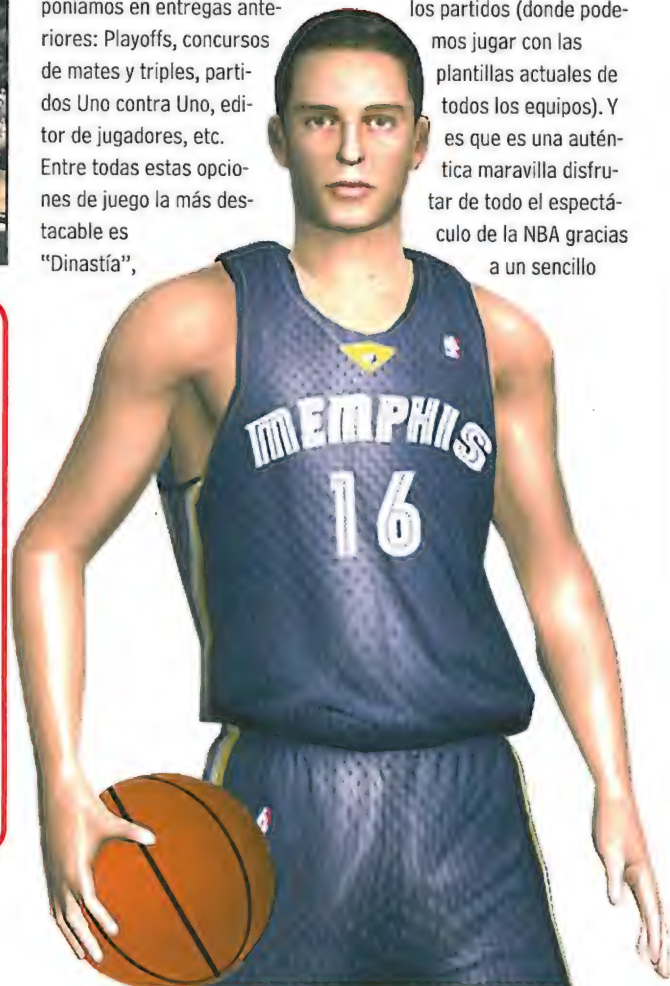 poníamos en entregas ante-
riores: Playoffs, concursos
de mates y triples, parti-
dos Uno contra Uno, edi-
tor de jugadores, etc.
Entre todas estas opcio-
nes de juego la más des-
tacable es
"Dinastía",
los partidos (donde pode-
mos jugar con las
plantillas actuales de
todos los equipos). Y
es que es una autén-
tica maravilla disfru-
tar de todo el espectá-
culo de la NBA gracias
a un sencillo
MEMPHIS
16